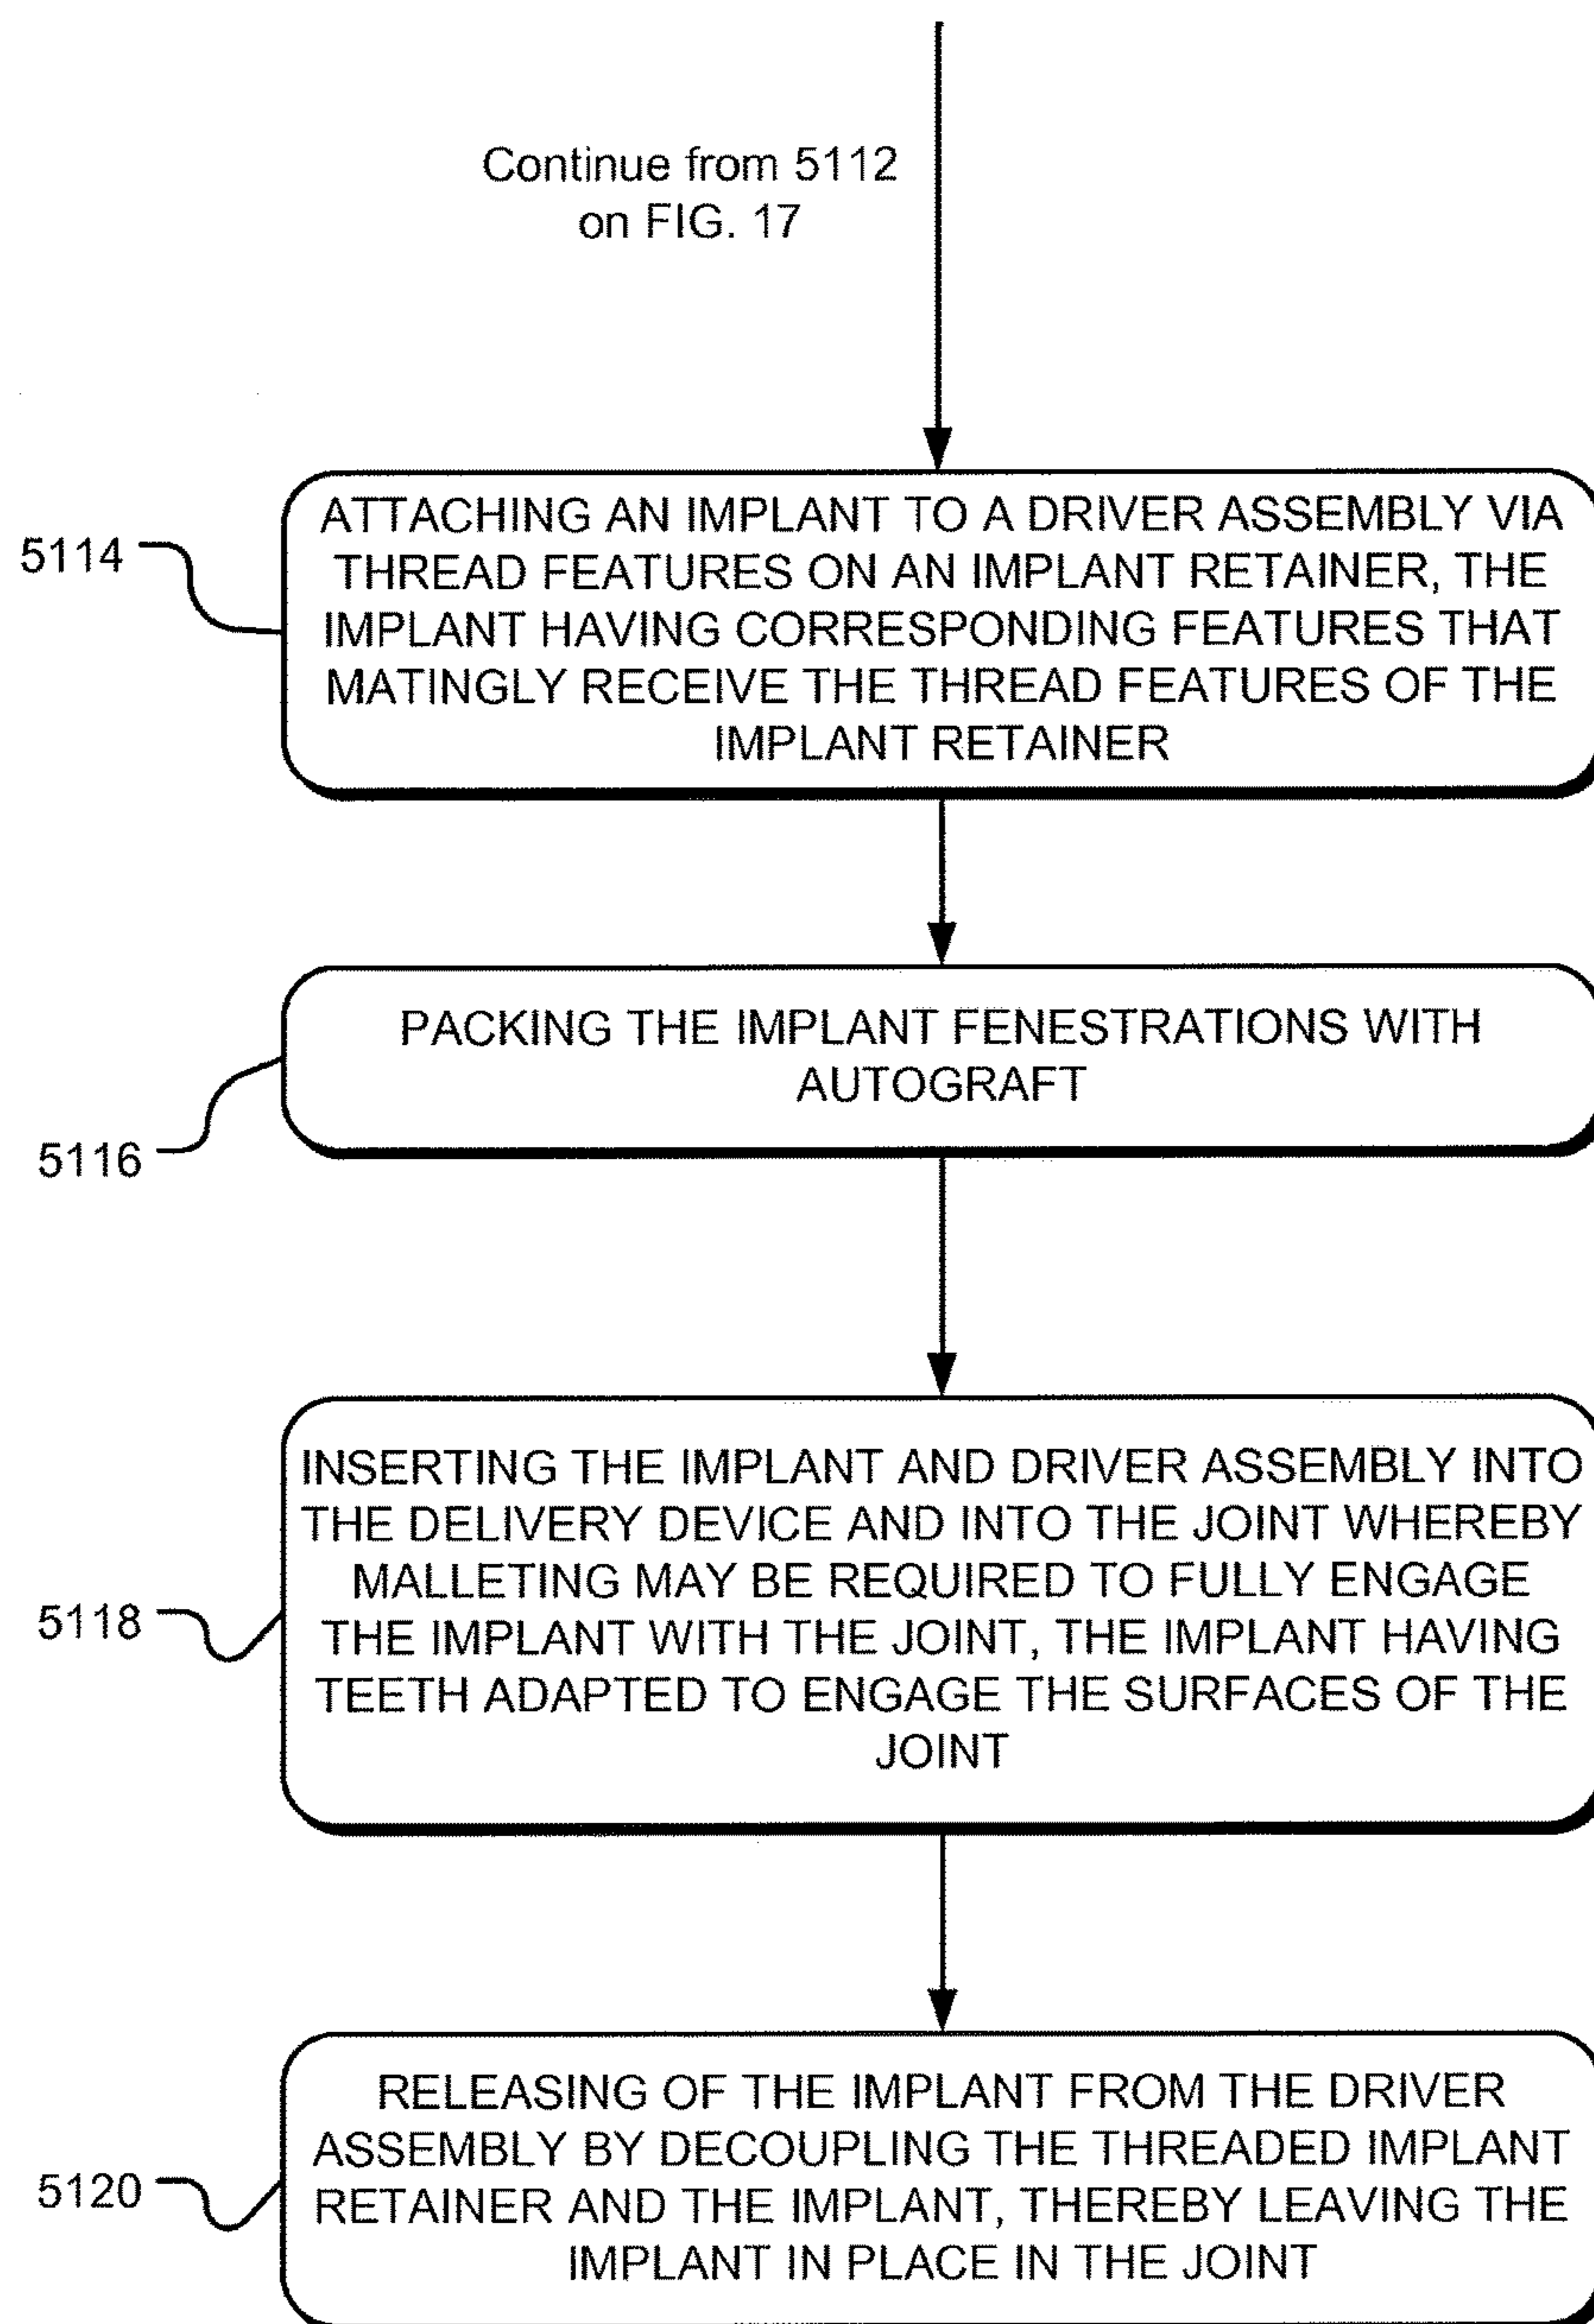 Continue from 5112
on FIG. 17
5114
ATTACHING AN IMPLANT TO A DRIVER ASSEMBLY VIA
THREAD FEATURES ON AN IMPLANT RETAINER, THE
IMPLANT HAVING CORRESPONDING FEATURES THAT
MATINGLY RECEIVE THE THREAD FEATURES OF THE
IMPLANT RETAINER
5116
PACKING THE IMPLANT FENESTRATIONS WITH
AUTOGRAFT
5118
INSERTING THE IMPLANT AND DRIVER ASSEMBLY INTO
THE DELIVERY DEVICE AND INTO THE JOINT WHEREBY
MALLETING MAY BE REQUIRED TO FULLY ENGAGE
THE IMPLANT WITH THE JOINT, THE IMPLANT HAVING
TEETH ADAPTED TO ENGAGE THE SURFACES OF THE
JOINT
5120
RELEASING OF THE IMPLANT FROM THE DRIVER
ASSEMBLY BY DECOUPLING THE THREADED IMPLANT
RETAINER AND THE IMPLANT, THEREBY LEAVING THE
IMPLANT IN PLACE IN THE JOINT